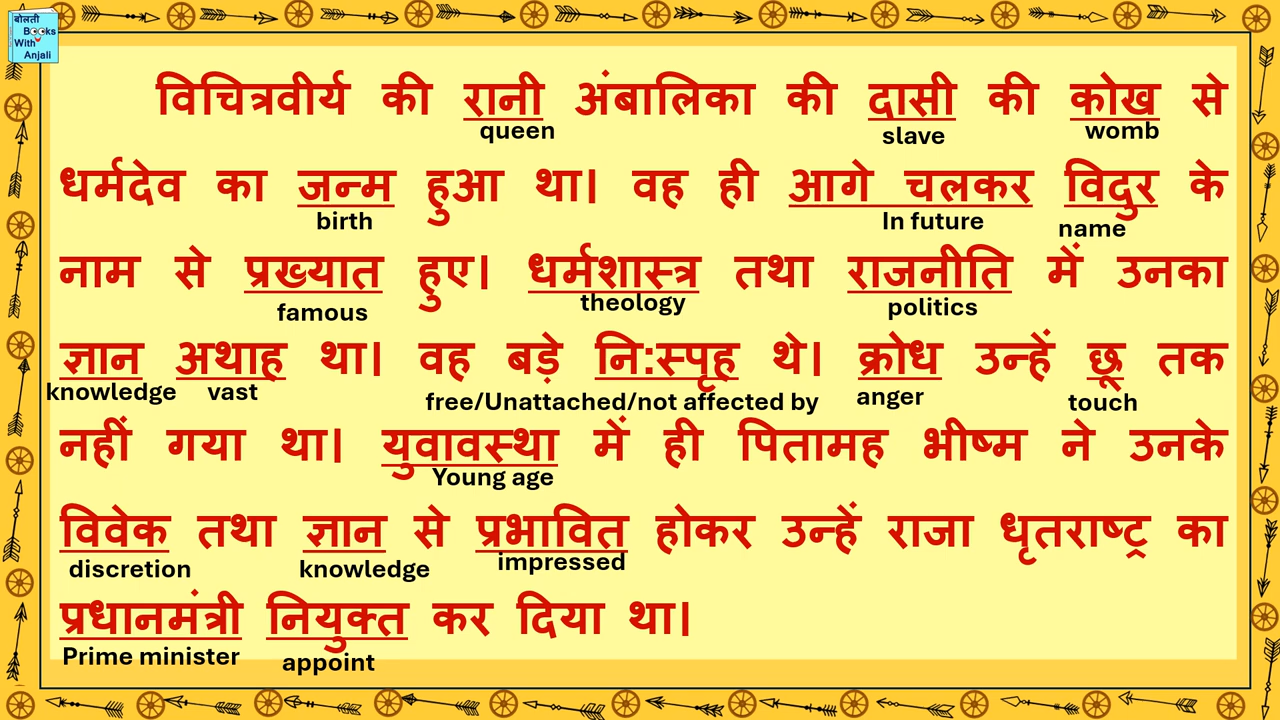 बोलती
Books
With
Anjali
विचित्रवीर्य की रानी अंबालिका की दासी की कोख से
queen slave womb
धर्मदेव का जन्म हुआ था। वह ही आगे चलकर विदुर के
birth In future name
नाम से प्रख्यात हुए। धर्मशास्त्र तथा राजनीति में उनका
famous theology politics
ज्ञान अथाह था। वह बड़े नि:स्पृह थे। क्रोध उन्हें छू तक
knowledge vast free/Unattached/not affected by anger touch
नहीं गया था। युवावस्था में ही पितामह भीष्म ने उनके
Young age
विवेक तथा ज्ञान से प्रभावित होकर उन्हें राजा धृतराष्ट्र का
discretion knowledge impressed
प्रधानमंत्री नियुक्त कर दिया था।
Prime minister appoint